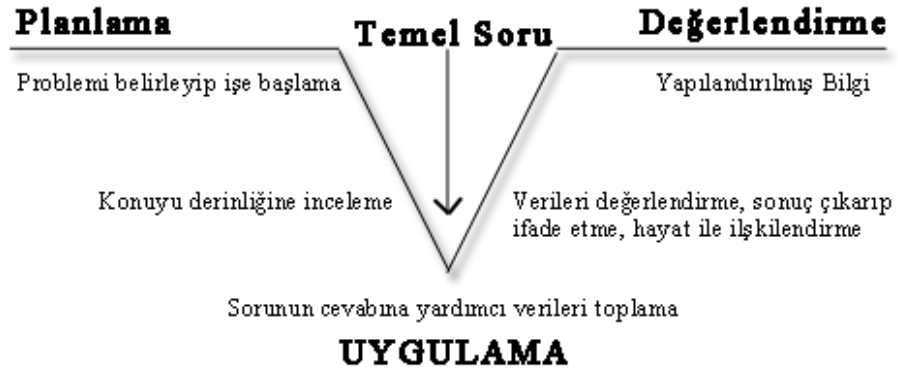 Planlama
Temel Soru
Değerlendirme
Problemi belirleyip işe başlama
Yapılandırılmış Bilgi
Konuyu derinliğine inceleme
Verileri değerlendirme, sonuç çıkarıp
ifade etme, hayat ile ilşkilendirme
Sorunun cevabına yardımcı verileri toplama
UYGULAMA